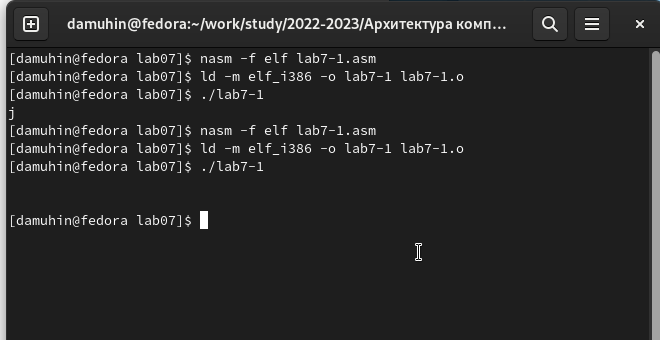 damuhin@fedora:~/work/study/2022-2023/Архитектура комп...
[damuhin@fedora lab07]$ nasm -f elf lab7-1.asm
[damuhin@fedora lab07]$ ld -m elf_i386 -o lab7-1 lab7-1.o
[damuhin@fedora lab07]$ ./lab7-1
j
[damuhin@fedora lab07]$ nasm -f elf lab7-1.asm
[damuhin@fedora lab07]$ ld -m elf_i386 -o lab7-1 lab7-1.o
[damuhin@fedora lab07]$ ./lab7-1
[damuhin@fedora lab07]$